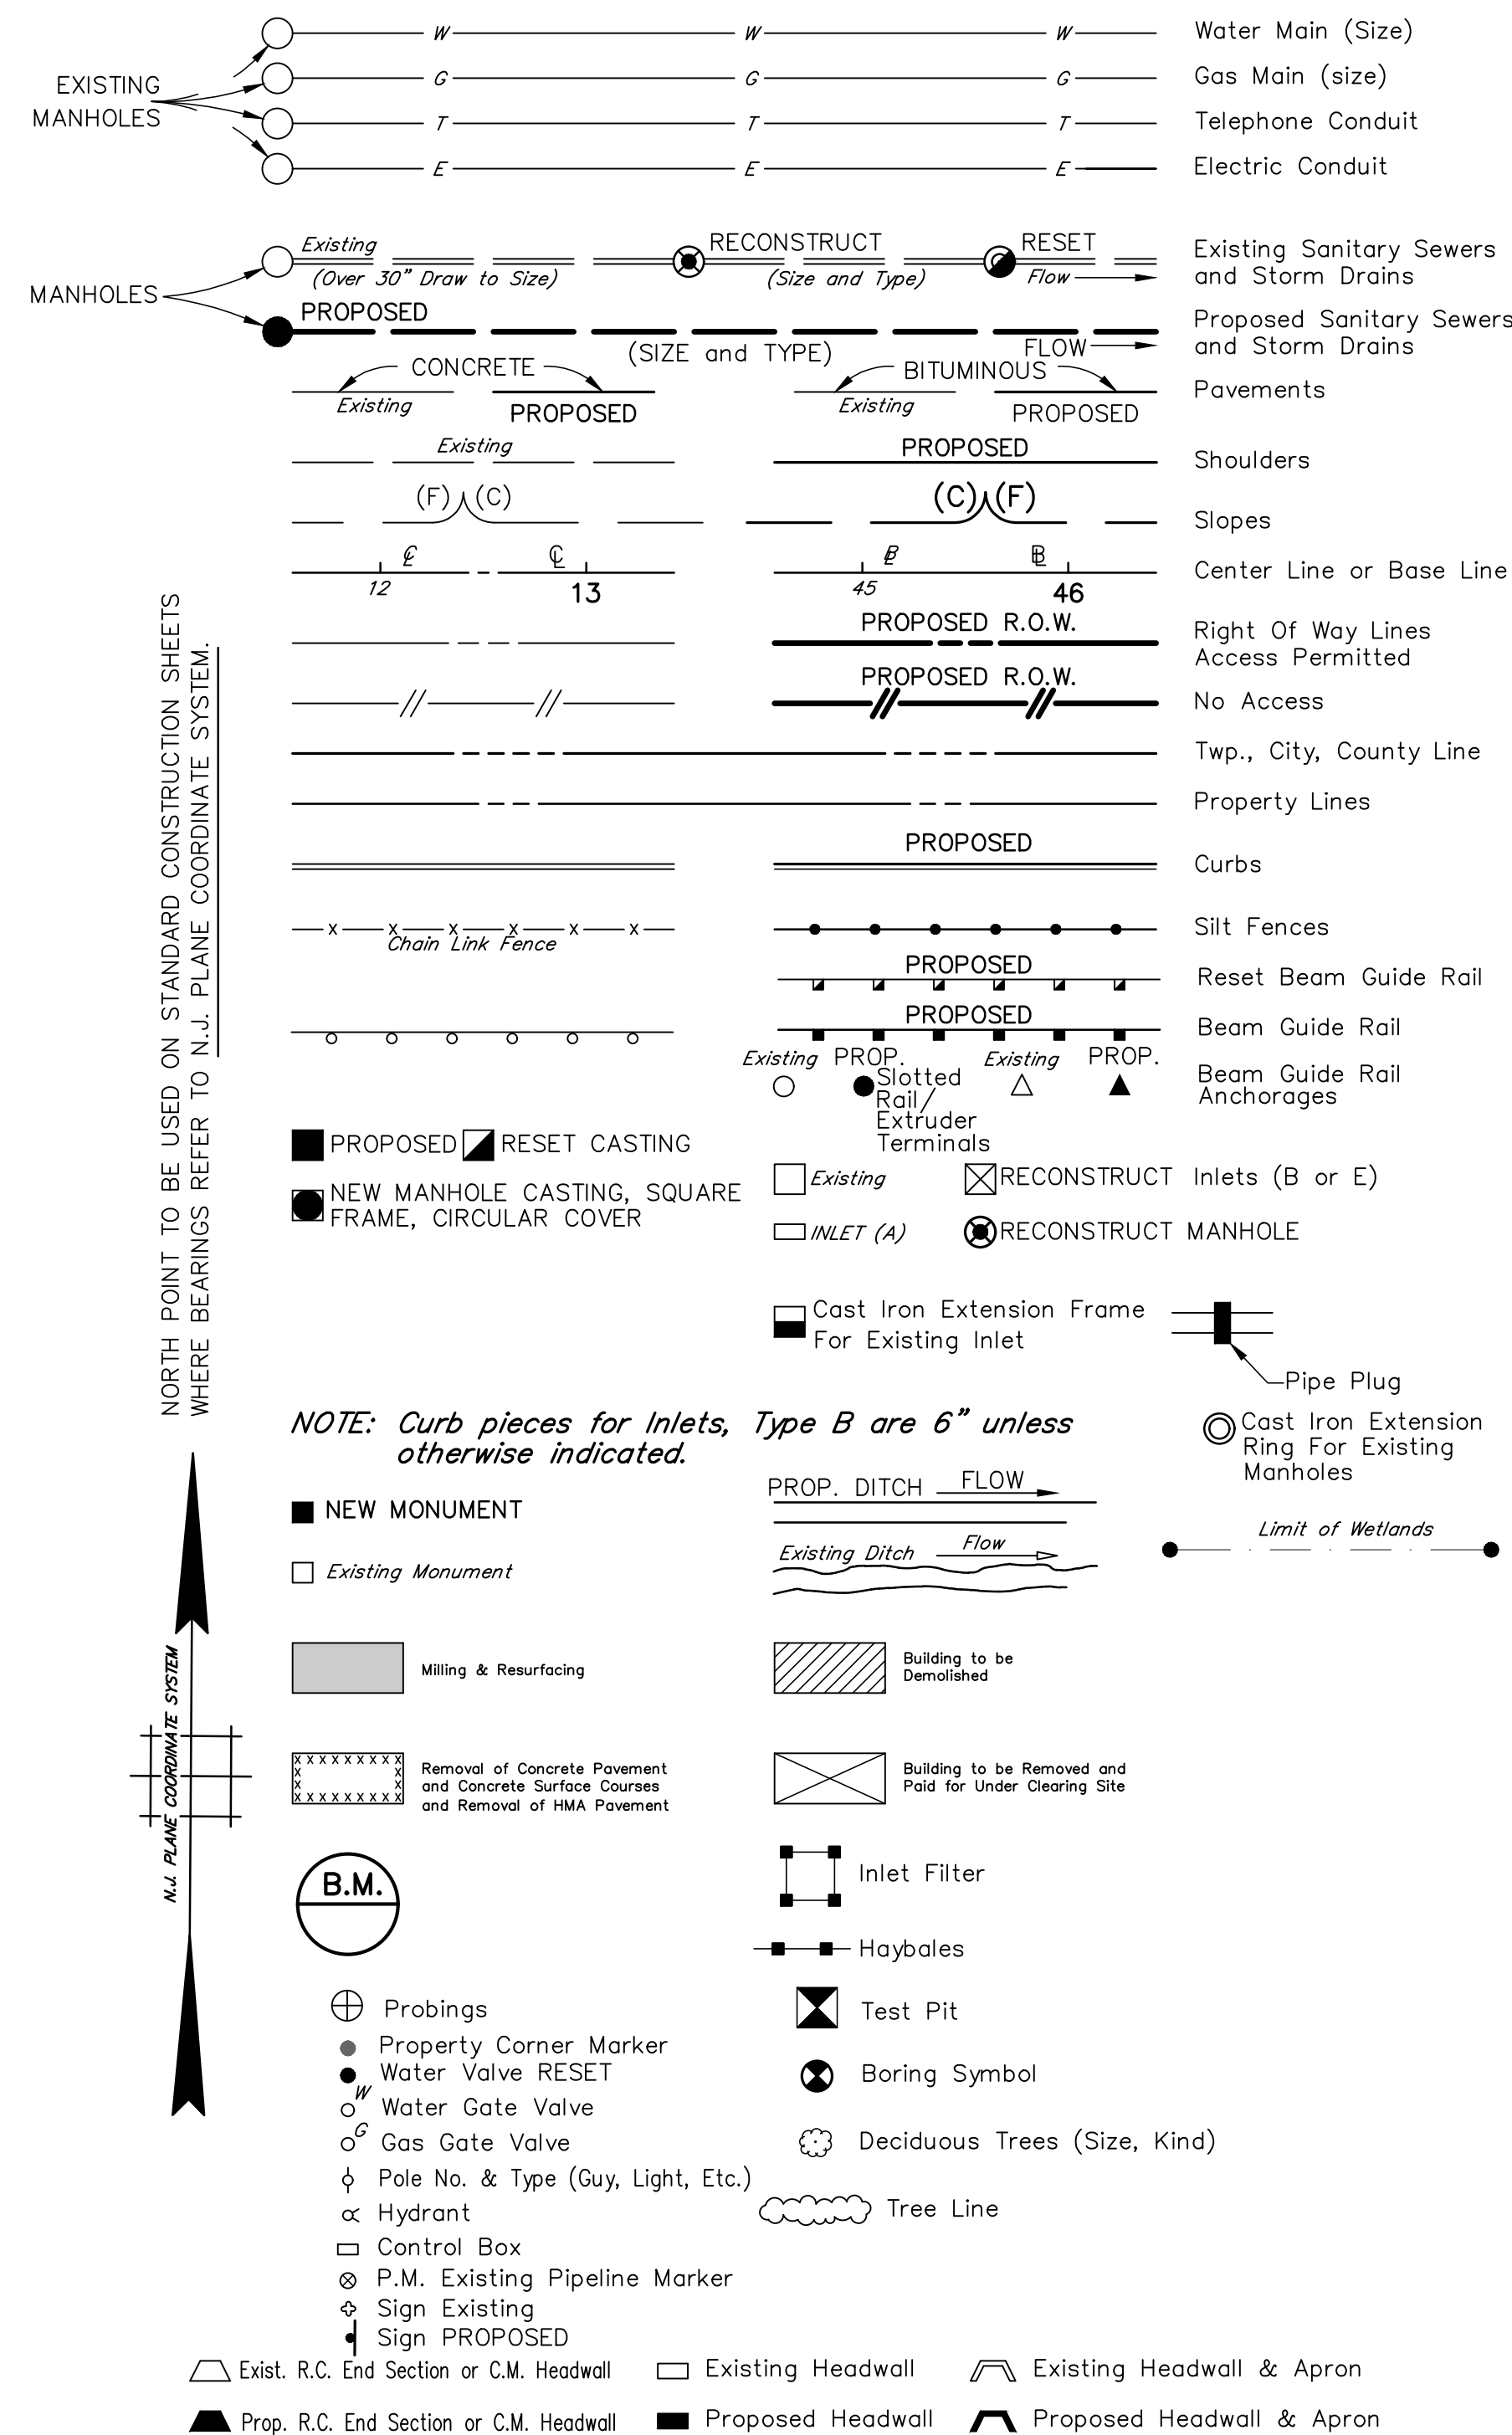 W W W Water Main (Size)
EXISTING
MANHOLES
G G G Gas Main (size)
T T T Telephone Conduit
E E E Electric Conduit
MANHOLES
Existing RECONSTRUCT RESET
(Over 30” Draw to Size) (Size and Type) Flow
Existing Sanitary Sewers
and Storm Drains
PROPOSED
(SIZE and TYPE) FLOW
Proposed Sanitary Sewers
and Storm Drains
CONCRETE BITUMINOUS
Existing PROPOSED Existing PROPOSED
Pavements
Existing PROPOSED
Shoulders
(F) (C) (C) (F)
Slopes
CL CL BL BL
12 13 45 46
Center Line or Base Line
PROPOSED R.O.W.
Right Of Way Lines
Access Permitted
PROPOSED R.O.W.
No Access
Twp., City, County Line
Property Lines
PROPOSED
Curbs
x x x x x x
Chain Link Fence
Silt Fences
PROPOSED
Reset Beam Guide Rail
PROPOSED
Beam Guide Rail
Existing PROP. Existing PROP.
Slotted
Rail/
Extruder
Terminals
Beam Guide Rail
Anchorages
PROPOSED RESET CASTING
NEW MANHOLE CASTING, SQUARE
FRAME, CIRCULAR COVER
Existing RECONSTRUCT Inlets (B or E)
INLET (A) RECONSTRUCT MANHOLE
Cast Iron Extension Frame
For Existing Inlet
Pipe Plug
Cast Iron Extension
Ring For Existing
Manholes
NOTE: Curb pieces for Inlets, Type B are 6” unless
otherwise indicated.
NEW MONUMENT
Existing Monument
PROP. DITCH FLOW
Existing Ditch Flow
Limit of Wetlands
Milling & Resurfacing
Building to be
Demolished
x x x x x x x x x
x x
x x
x x
x x x x x x x x x
Removal of Concrete Pavement
and Concrete Surface Courses
and Removal of HMA Pavement
Building to be Removed and
Paid for Under Clearing Site
B.M.
Inlet Filter
Haybales
Probings
Test Pit
Property Corner Marker
Water Valve RESET
Boring Symbol
W Water Gate Valve
G Gas Gate Valve
Deciduous Trees (Size, Kind)
Pole No. & Type (Guy, Light, Etc.)
Hydrant
Tree Line
Control Box
P.M. Existing Pipeline Marker
Sign Existing
Sign PROPOSED
Exist. R.C. End Section or C.M. Headwall Existing Headwall Existing Headwall & Apron
Prop. R.C. End Section or C.M. Headwall Proposed Headwall Proposed Headwall & Apron
NORTH POINT TO BE USED ON STANDARD CONSTRUCTION SHEETS
WHERE BEARINGS REFER TO N.J. PLANE COORDINATE SYSTEM.
N.J. PLANE COORDINATE SYSTEM